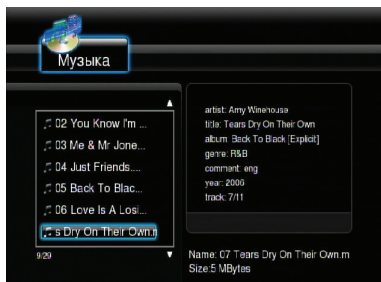 Музыка
02 You Know I'm ...
03 Me & Mr Jone...
04 Just Friends....
05 Back To Blac...
06 Love Is A Losi...
s Dry On Their Own.m
9/29
artist: Amy Winehouse
title: Tears Dry On Their Own
album: Back To Black [Explicit]
genre: R&B
comment: eng
year: 2006
track: 7/11
Name: 07 Tears Dry On Their Own.m
Size:5 MBytes